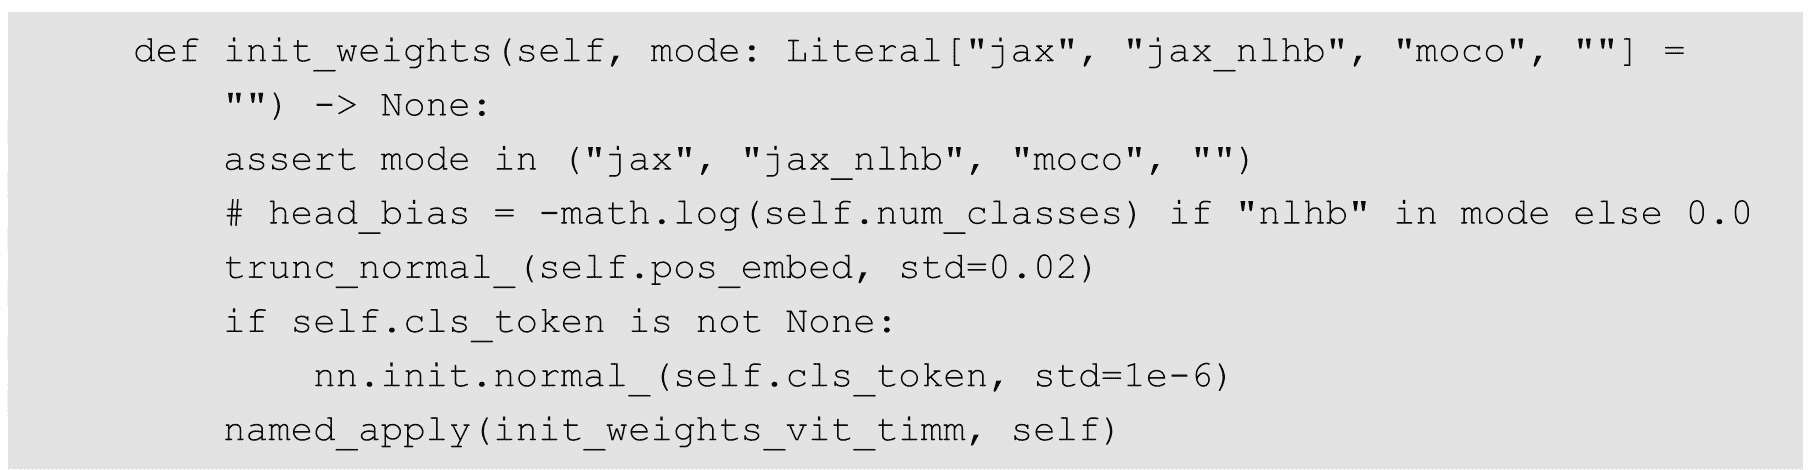 def init_weights(self, mode: Literal["jax", "jax_nlhb", "moco", ""] =
"") -> None:
assert mode in ("jax", "jax_nlhb", "moco", "")
# head_bias = -math.log(self.num_classes) if "nlhb" in mode else 0.0
trunc_normal_(self.pos_embed, std=0.02)
if self.cls_token is not None:
nn.init.normal_(self.cls_token, std=1e-6)
named_apply(init_weights_vit_timm, self)